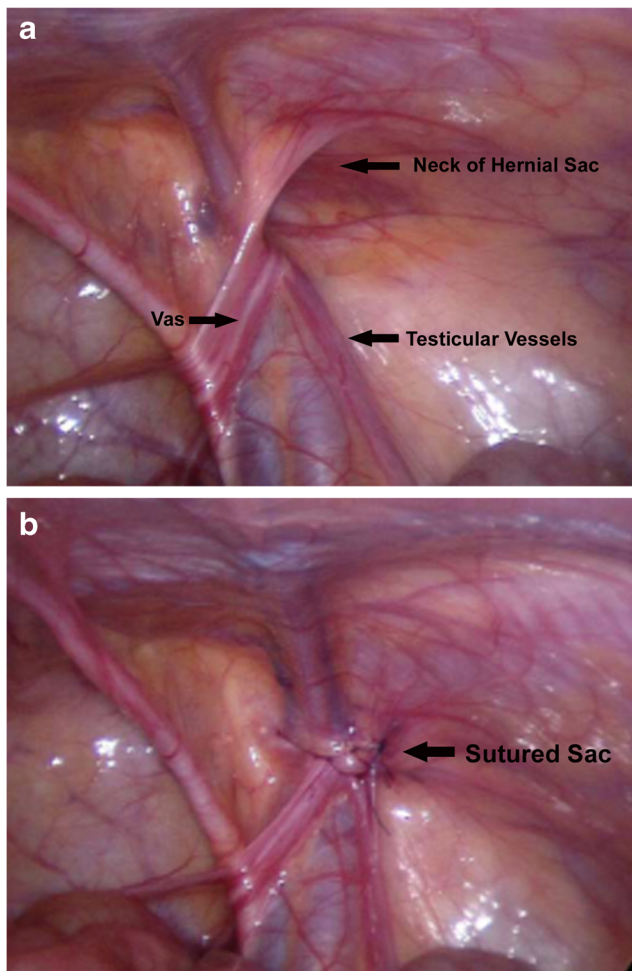 a
Neck of Hernial Sac
Vas
Testicular Vessels
b
Sutured Sac